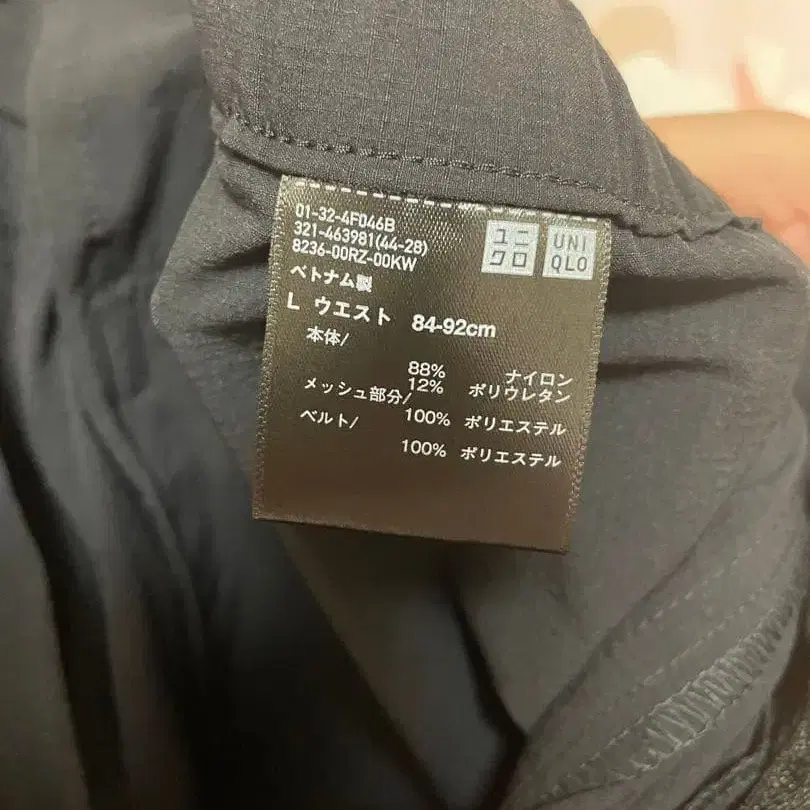 01-32-4F046B
321-463981(44-28)
8236-00RZ-00KW
ユニ
クロ
UNI
QLO
ベトナム製
L ウエスト 84-92cm
本体/
88% ナイロン
12% ポリウレタン
メッシュ部分/
100% ポリエステル
ベルト/
100% ポリエステル